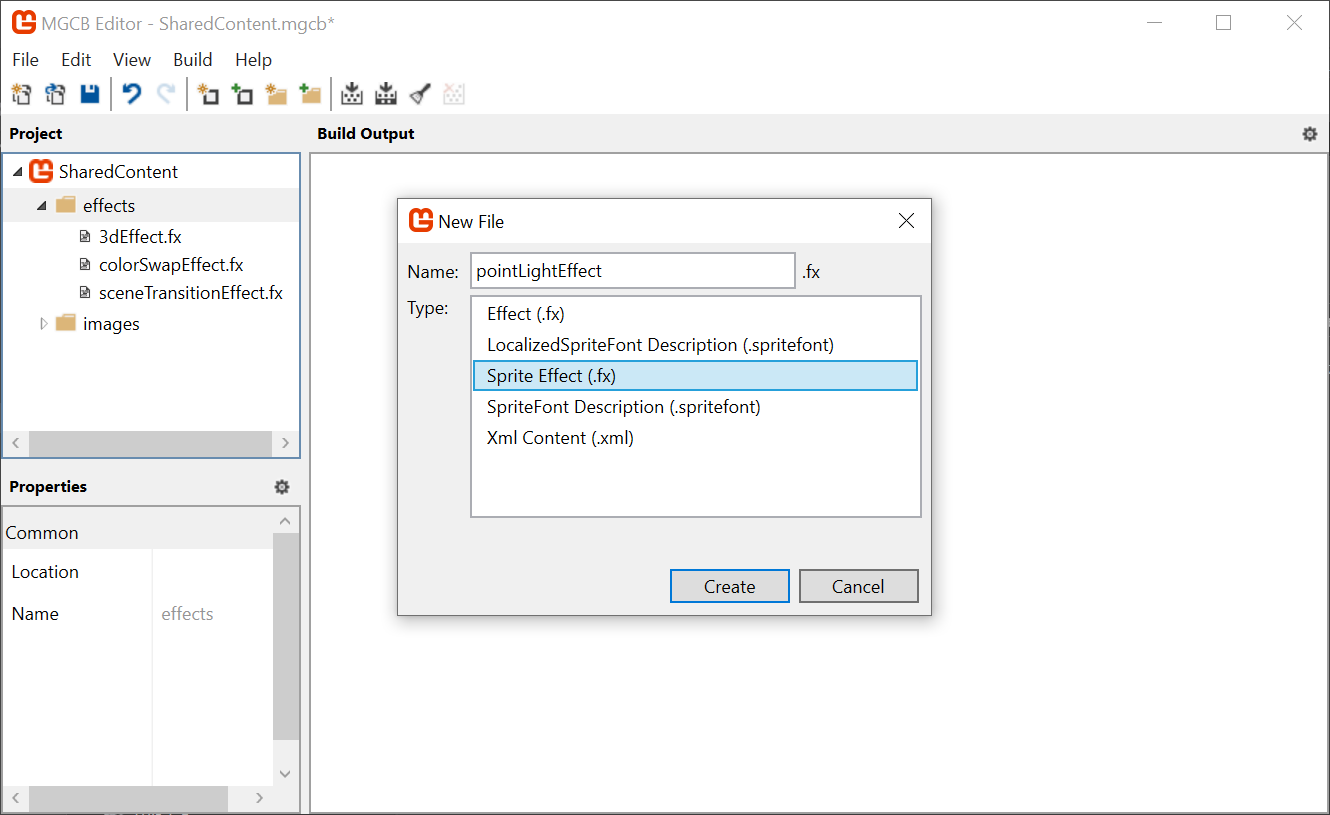 MGCB Editor - SharedContent.mgcb*
File Edit View Build Help
Project
Build Output
SharedContent
effects
3dEffect.fx
colorSwapEffect.fx
sceneTransitionEffect.fx
images
New File
Name: pointLightEffect .fx
Type:
Effect (.fx)
LocalizedSpriteFont Description (.spritefont)
Sprite Effect (.fx)
SpriteFont Description (.spritefont)
Xml Content (.xml)
Create Cancel
Properties
Common
Location
Name effects